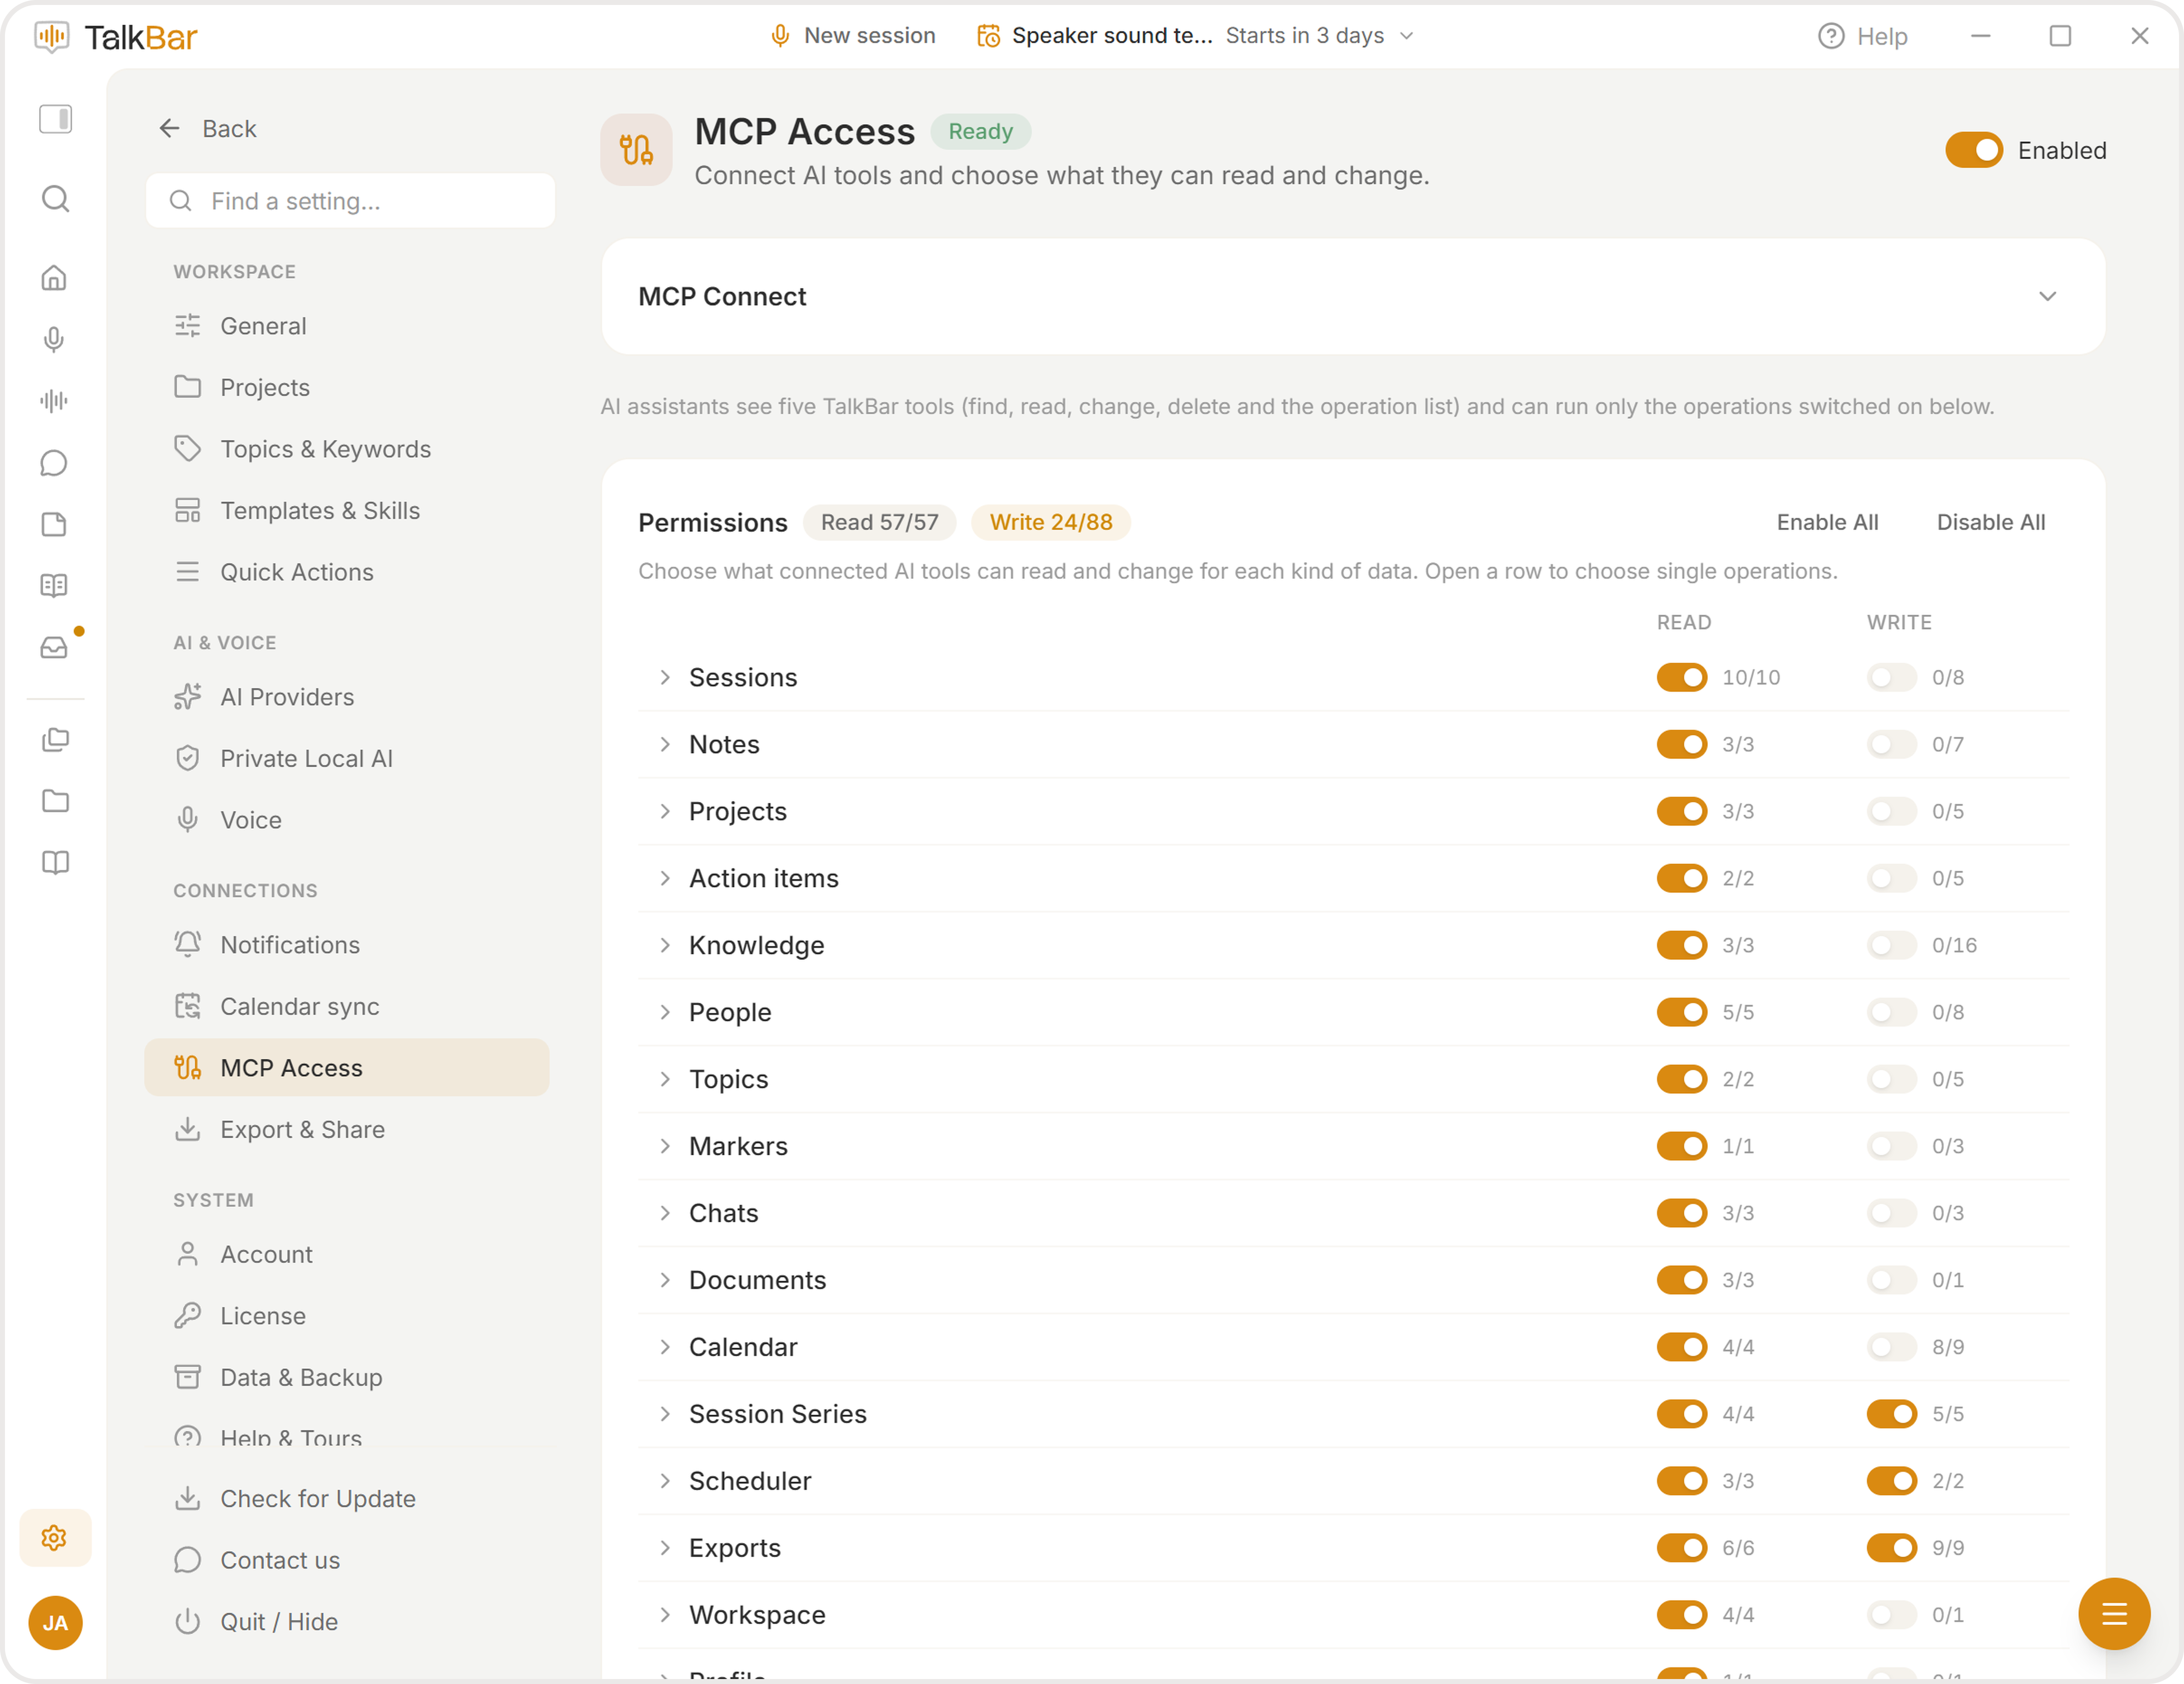 TalkBar
New session
Speaker sound te... Starts in 3 days
Help
Back
Find a setting...
WORKSPACE
General
Projects
Topics & Keywords
Templates & Skills
Quick Actions
AI & VOICE
AI Providers
Private Local AI
Voice
CONNECTIONS
Notifications
Calendar sync
MCP Access
Export & Share
SYSTEM
Account
License
Data & Backup
Help & Tours
Check for Update
Contact us
Quit / Hide
JA
MCP Access Ready
Connect AI tools and choose what they can read and change.
Enabled
MCP Connect
AI assistants see five TalkBar tools (find, read, change, delete and the operation list) and can run only the operations switched on below.
Permissions Read 57/57 Write 24/88 Enable All Disable All
Choose what connected AI tools can read and change for each kind of data. Open a row to choose single operations.
READ WRITE
Sessions 10/10 0/8
Notes 3/3 0/7
Projects 3/3 0/5
Action items 2/2 0/5
Knowledge 3/3 0/16
People 5/5 0/8
Topics 2/2 0/5
Markers 1/1 0/3
Chats 3/3 0/3
Documents 3/3 0/1
Calendar 4/4 8/9
Session Series 4/4 5/5
Scheduler 3/3 2/2
Exports 6/6 9/9
Workspace 4/4 0/1
Profile 1/1 0/1